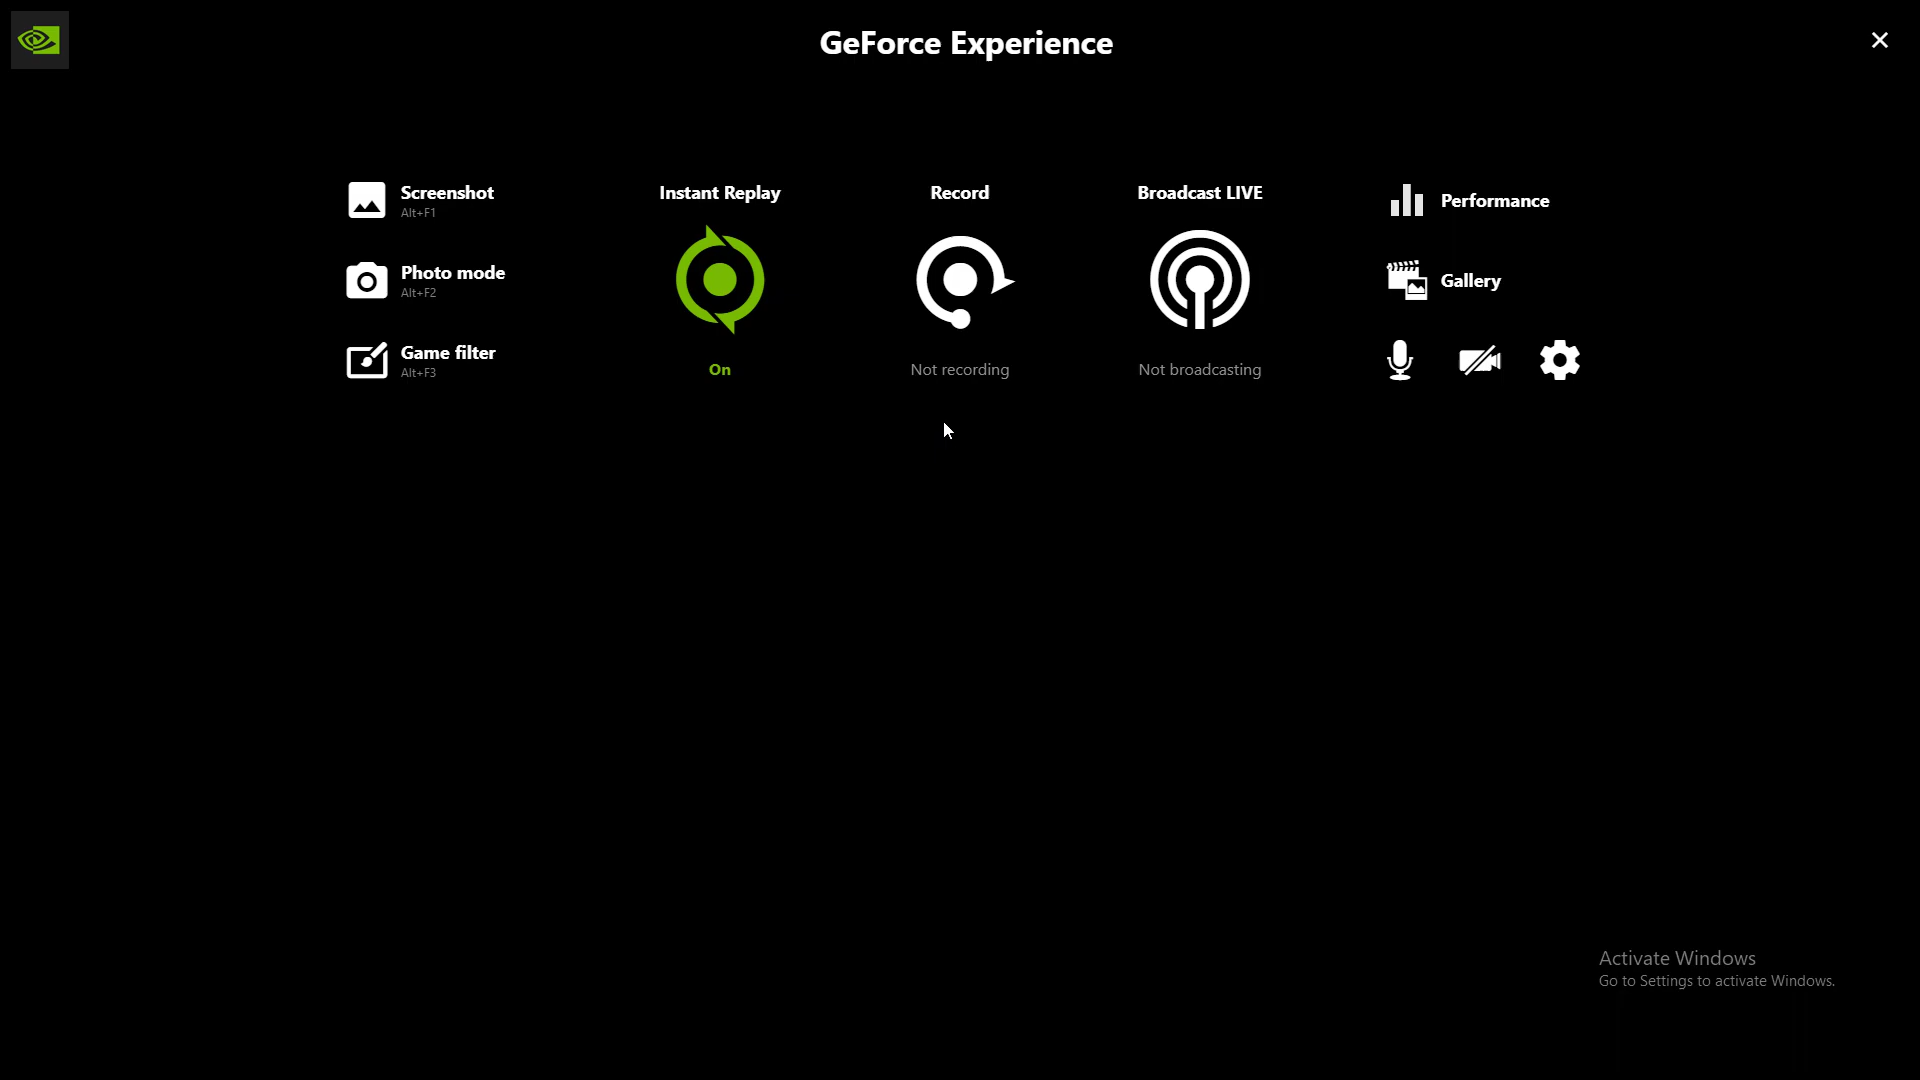 GeForce Experience
Screenshot
Alt+F1
Photo mode
Alt+F2
Game filter
Alt+F3
Instant Replay
On
Record
Not recording
Broadcast LIVE
Not broadcasting
Performance
Gallery
Activate Windows
Go to Settings to activate Windows.